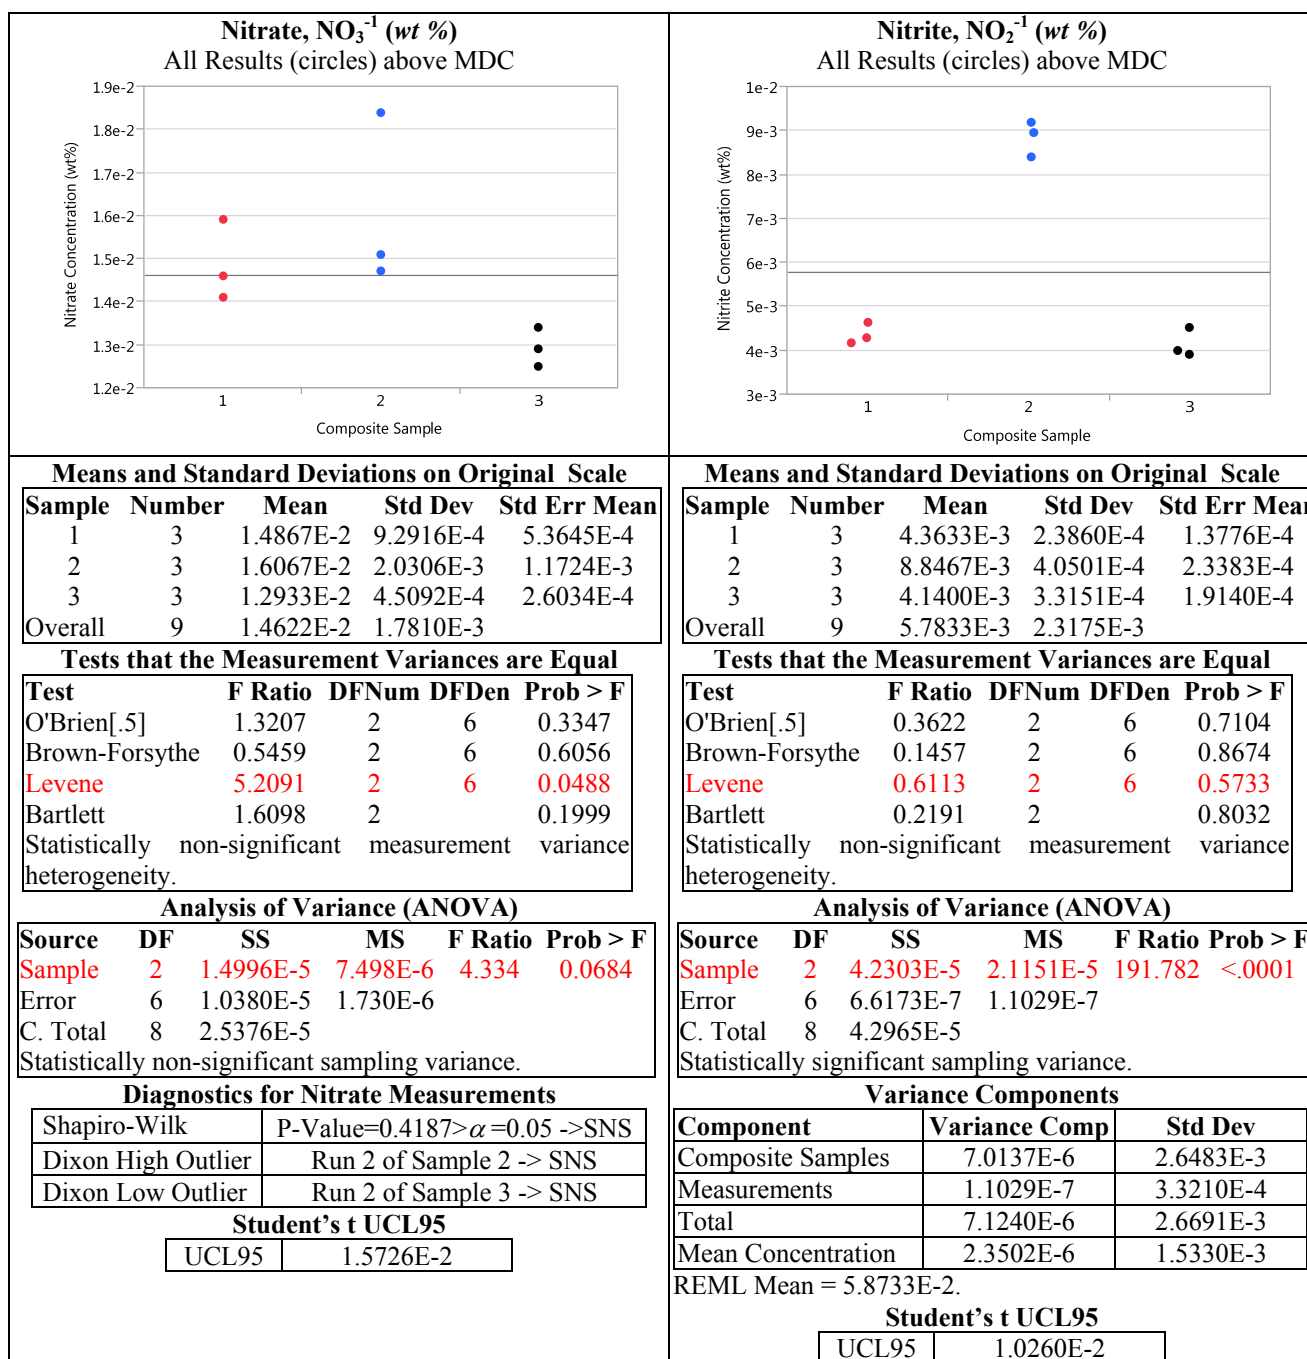 Nitrate, NO3-1 (wt %)
All Results (circles) above MDC
1.9e-2
1.8e-2
1.7e-2
1.6e-2
1.5e-2
1.4e-2
1.3e-2
1.2e-2
Nitrate Concentration (wt%)
1 2 3
Composite Sample
Means and Standard Deviations on Original Scale
Sample Number Mean Std Dev Std Err Mean
1 3 1.4867E-2 9.2916E-4 5.3645E-4
2 3 1.6067E-2 2.0306E-3 1.1724E-3
3 3 1.2933E-2 4.5092E-4 2.6034E-4
Overall 9 1.4622E-2 1.7810E-3
Tests that the Measurement Variances are Equal
Test F Ratio DFNum DFDen Prob > F
O'Brien[.5] 1.3207 2 6 0.3347
Brown-Forsythe 0.5459 2 6 0.6056
Levene 5.2091 2 6 0.0488
Bartlett 1.6098 2 0.1999
Statistically non-significant measurement variance
heterogeneity.
Analysis of Variance (ANOVA)
Source DF SS MS F Ratio Prob > F
Sample 2 1.4996E-5 7.498E-6 4.334 0.0684
Error 6 1.0380E-5 1.730E-6
C. Total 8 2.5376E-5
Statistically non-significant sampling variance.
Diagnostics for Nitrate Measurements
Shapiro-Wilk P-Value=0.4187>α=0.05 ->SNS
Dixon High Outlier Run 2 of Sample 2 -> SNS
Dixon Low Outlier Run 2 of Sample 3 -> SNS
Student’s t UCL95
UCL95 1.5726E-2
Nitrite, NO2-1 (wt %)
All Results (circles) above MDC
1e-2
9e-3
8e-3
7e-3
6e-3
5e-3
4e-3
3e-3
Nitrite Concentration (wt%)
1 2 3
Composite Sample
Means and Standard Deviations on Original Scale
Sample Number Mean Std Dev Std Err Mean
1 3 4.3633E-3 2.3860E-4 1.3776E-4
2 3 8.8467E-3 4.0501E-4 2.3383E-4
3 3 4.1400E-3 3.3151E-4 1.9140E-4
Overall 9 5.7833E-3 2.3175E-3
Tests that the Measurement Variances are Equal
Test F Ratio DFNum DFDen Prob > F
O'Brien[.5] 0.3622 2 6 0.7104
Brown-Forsythe 0.1457 2 6 0.8674
Levene 0.6113 2 6 0.5733
Bartlett 0.2191 2 0.8032
Statistically non-significant measurement variance
heterogeneity.
Analysis of Variance (ANOVA)
Source DF SS MS F Ratio Prob > F
Sample 2 4.2303E-5 2.1151E-5 191.782 <.0001
Error 6 6.6173E-7 1.1029E-7
C. Total 8 4.2965E-5
Statistically significant sampling variance.
Variance Components
Component Variance Comp Std Dev
Composite Samples 7.0137E-6 2.6483E-3
Measurements 1.1029E-7 3.3210E-4
Total 7.1240E-6 2.6691E-3
Mean Concentration 2.3502E-6 1.5330E-3
REML Mean = 5.8733E-2.
Student’s t UCL95
UCL95 1.0260E-2